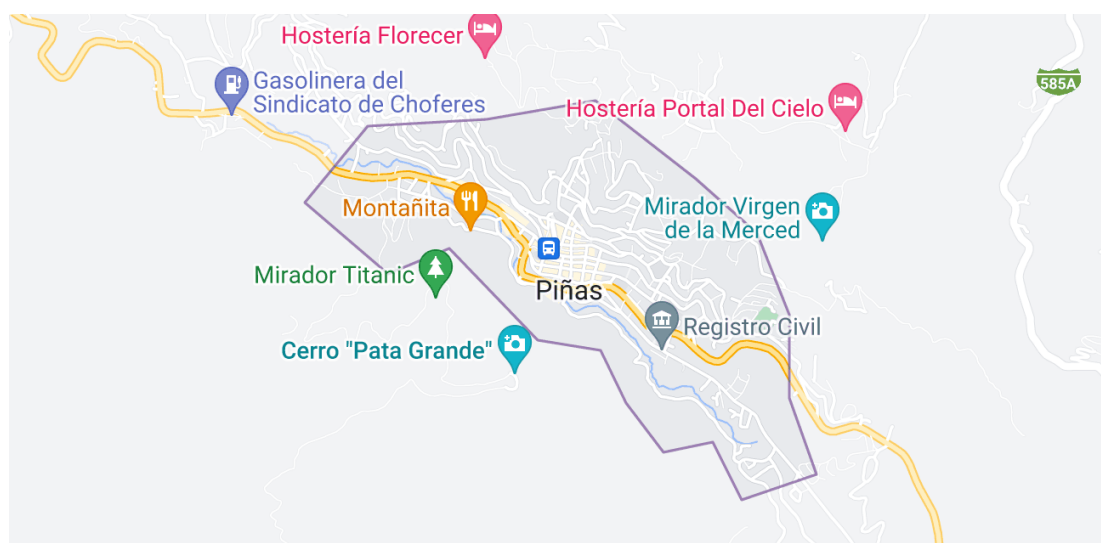 Hostería Florecer
Gasolinera del
Sindicato de Choferes
585A
Hostería Portal Del Cielo
Montañita
Mirador Virgen
de la Merced
Mirador Titanic
Piñas
Registro Civil
Cerro "Pata Grande"